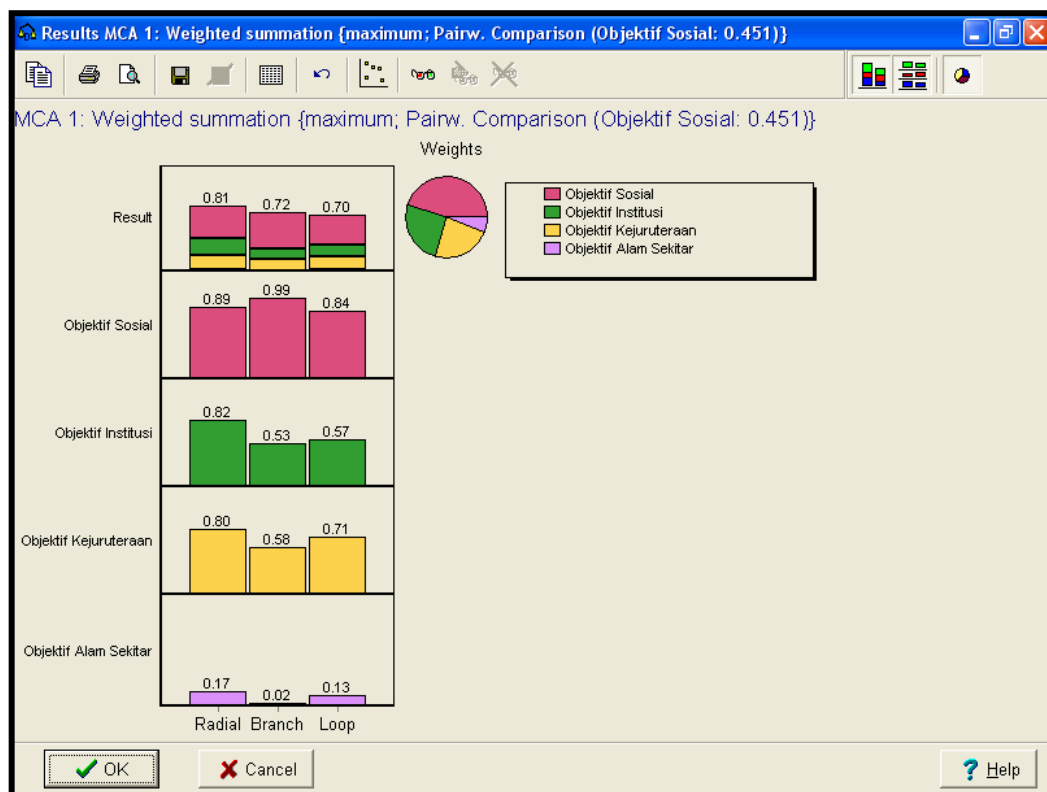 Results MCA 1: Weighted summation {maximum; Pairw. Comparison (Objektif Sosial: 0.451)}
MCA 1: Weighted summation {maximum; Pairw. Comparison (Objektif Sosial: 0.451)}
Weights
Objektif Sosial
Objektif Institusi
Objektif Kejuruteraan
Objektif Alam Sekitar
Result
0.81 0.72 0.70
Objektif Sosial
0.89 0.99 0.84
Objektif Institusi
0.82 0.53 0.57
Objektif Kejuruteraan
0.80 0.58 0.71
Objektif Alam Sekitar
0.17 0.02 0.13
Radial Branch Loop
OK Cancel ? Help